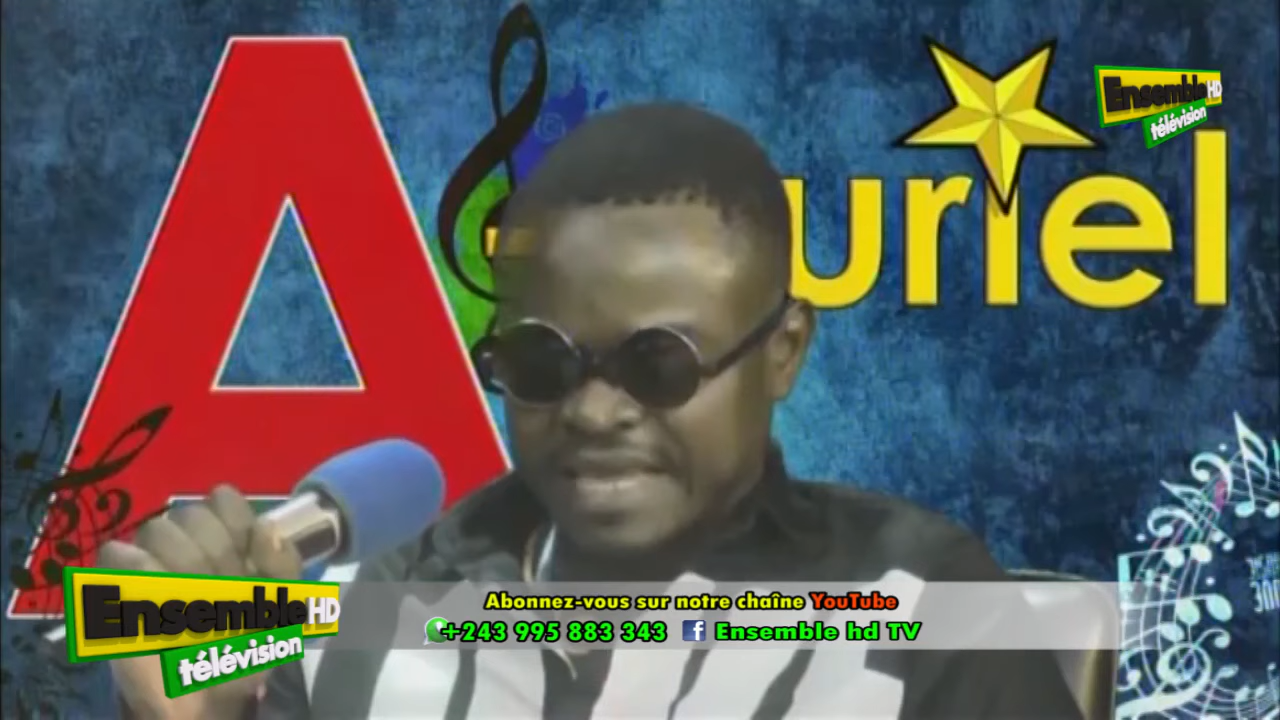 Ensemble HD
télévision
A
uriel
Ensemble HD
télévision
Abonnez-vous sur notre chaîne YouTube
+243 995 883 343 f Ensemble hd TV